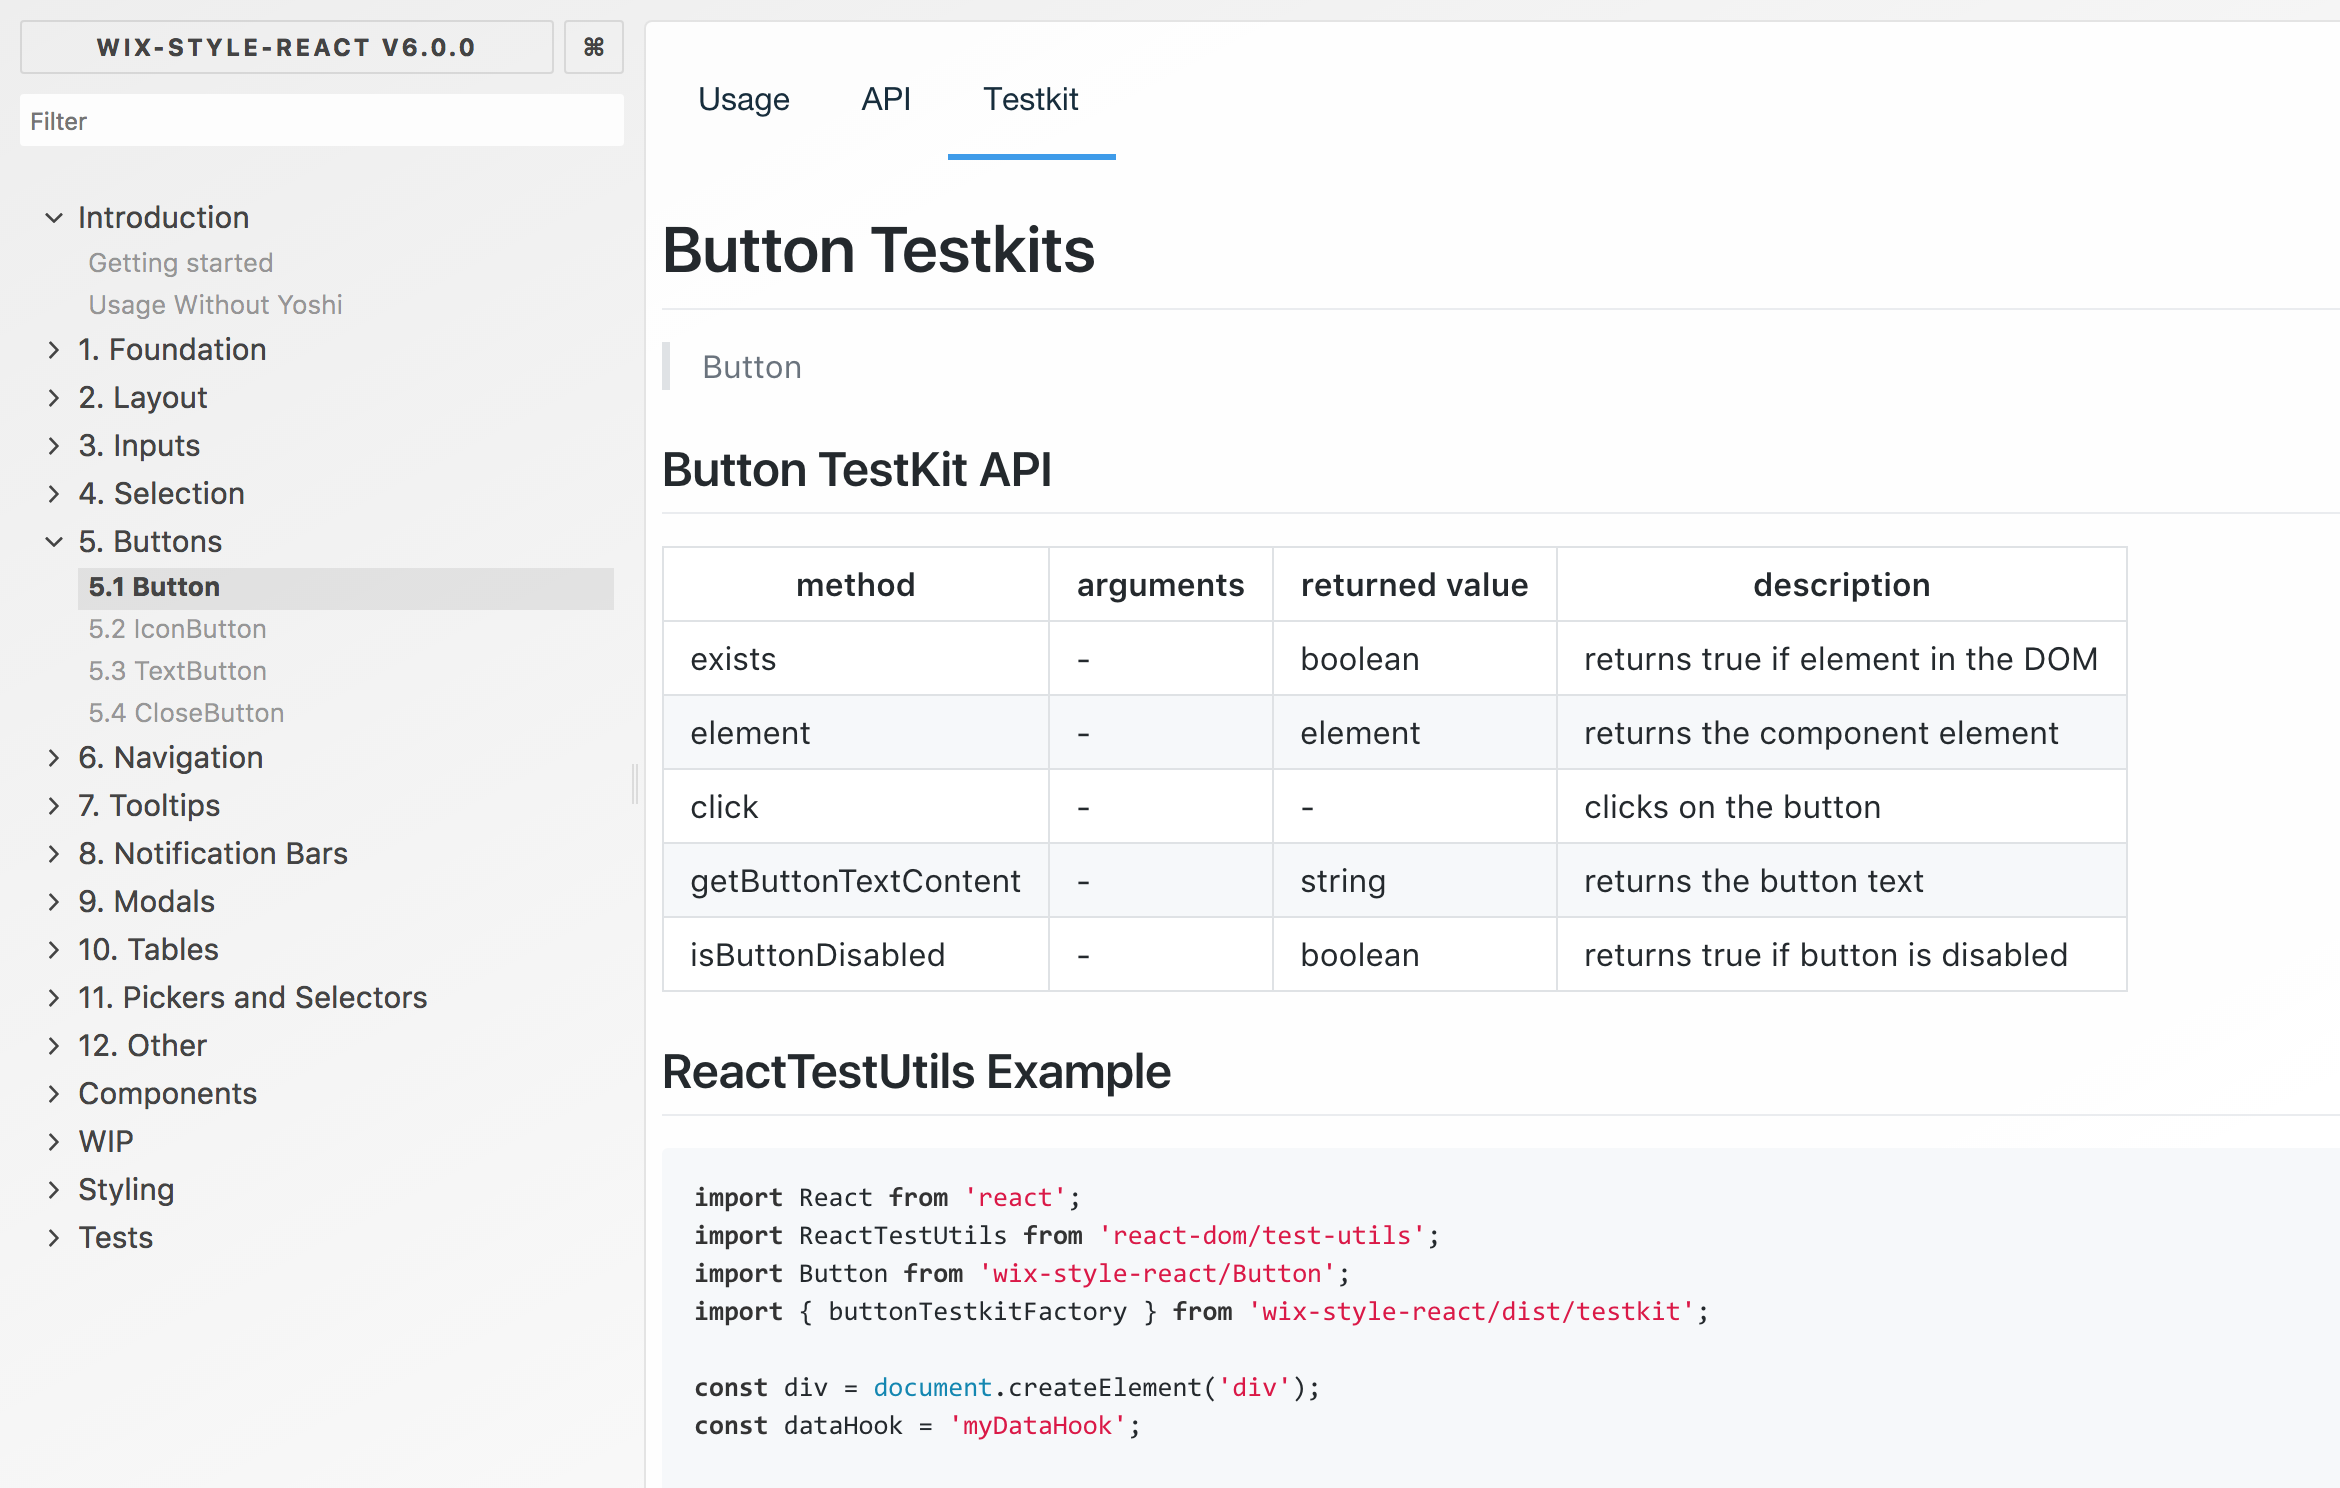 WIX-STYLE-REACT V6.0.0
⌘
Filter
Introduction
Getting started
Usage Without Yoshi
1. Foundation
2. Layout
3. Inputs
4. Selection
5. Buttons
5.1 Button
5.2 IconButton
5.3 TextButton
5.4 CloseButton
6. Navigation
7. Tooltips
8. Notification Bars
9. Modals
10. Tables
11. Pickers and Selectors
12. Other
Components
WIP
Styling
Tests
Usage API Testkit
Button Testkits
Button
Button TestKit API
method arguments returned value description
exists - boolean returns true if element in the DOM
element - element returns the component element
click - - clicks on the button
getButtonTextContent - string returns the button text
isButtonDisabled - boolean returns true if button is disabled
ReactTestUtils Example
import React from 'react';
import ReactTestUtils from 'react-dom/test-utils';
import Button from 'wix-style-react/Button';
import { buttonTestkitFactory } from 'wix-style-react/dist/testkit';
const div = document.createElement('div');
const dataHook = 'myDataHook';